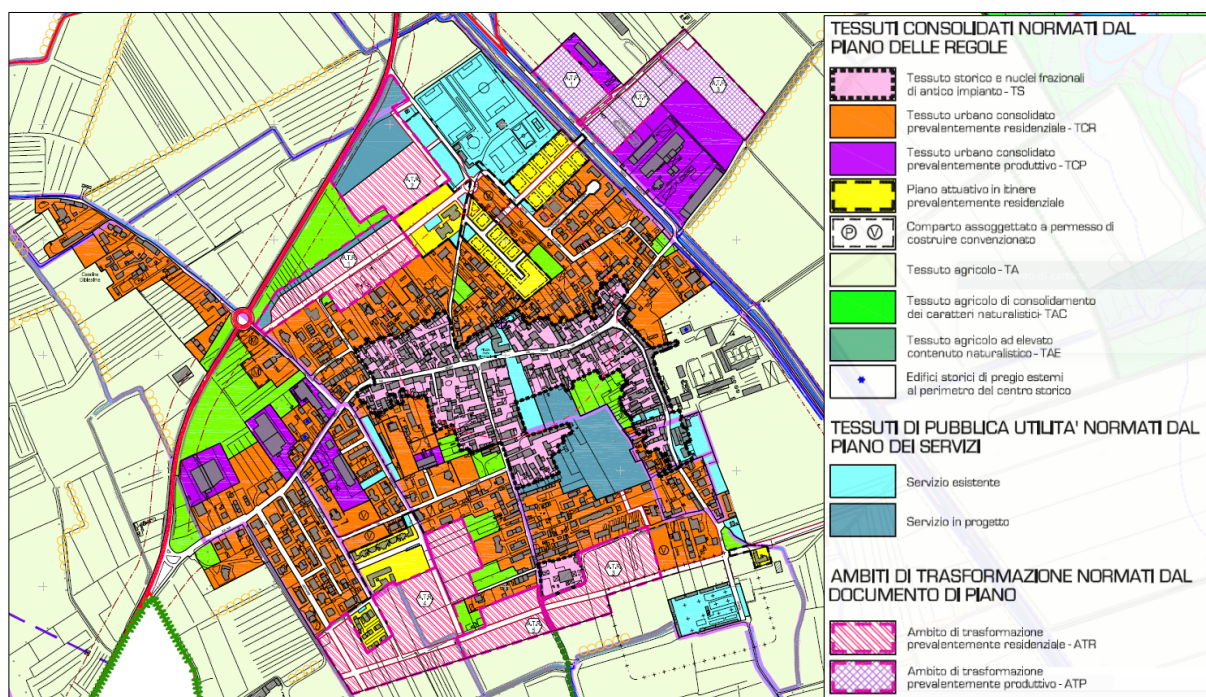 TESSUTI CONSOLIDATI NORMATI DAL
PIANO DELLE REGOLE
Tessuto storico e nuclei frazionali
di antico impianto - TS
Tessuto urbano consolidato
prevalentemente residenziale - TCR
Tessuto urbano consolidato
prevalentemente produttivo - TCP
Piano attuativo in itinere
prevalentemente residenziale
P V
Comparto assoggettato a permesso di
costruire convenzionato
Tessuto agricolo - TA
Tessuto agricolo di consolidamento
dei caratteri naturalistici- TAC
Tessuto agricolo ad elevato
contenuto naturalistico - TAE
Edifici storici di pregio esterni
al perimetro del centro storico
TESSUTI DI PUBBLICA UTILITA' NORMATI DAL
PIANO DEI SERVIZI
Servizio esistente
Servizio in progetto
AMBITI DI TRASFORMAZIONE NORMATI DAL
DOCUMENTO DI PIANO
Ambito di trasformazione
prevalentemente residenziale - ATR
Ambito di trasformazione
prevalentemente produttivo - ATP